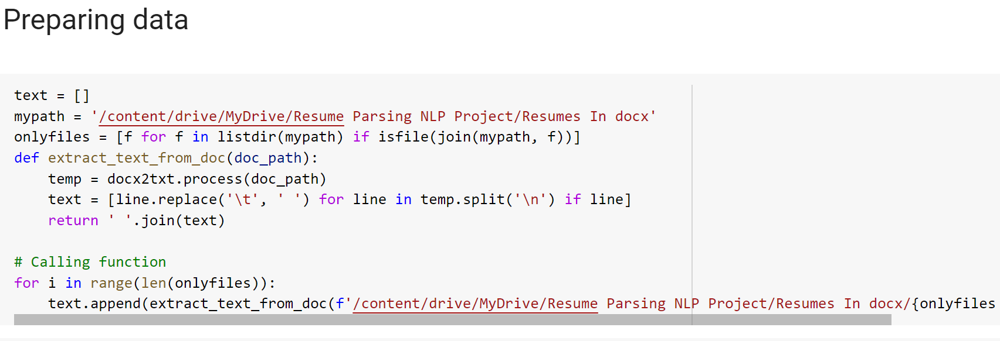 Preparing data
text = []
mypath = '/content/drive/MyDrive/Resume Parsing NLP Project/Resumes In docx'
onlyfiles = [f for f in listdir(mypath) if isfile(join(mypath, f))]
def extract_text_from_doc(doc_path):
    temp = docx2txt.process(doc_path)
    text = [line.replace('\t', ' ') for line in temp.split('\n') if line]
    return ' '.join(text)
# Calling function
for i in range(len(onlyfiles)):
    text.append(extract_text_from_doc(f'/content/drive/MyDrive/Resume Parsing NLP Project/Resumes In docx/{onlyfiles